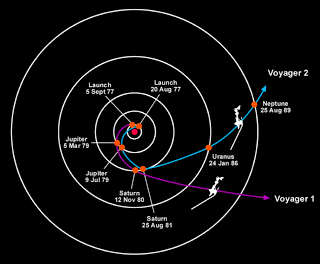 Voyager 2
Launch
5 Sept 77
Launch
20 Aug 77
Neptune
25 Aug 89
Jupiter
5 Mar 79
Uranus
24 Jan 86
Jupiter
9 Jul 79
Saturn
12 Nov 80
Voyager 1
Saturn
25 Aug 81